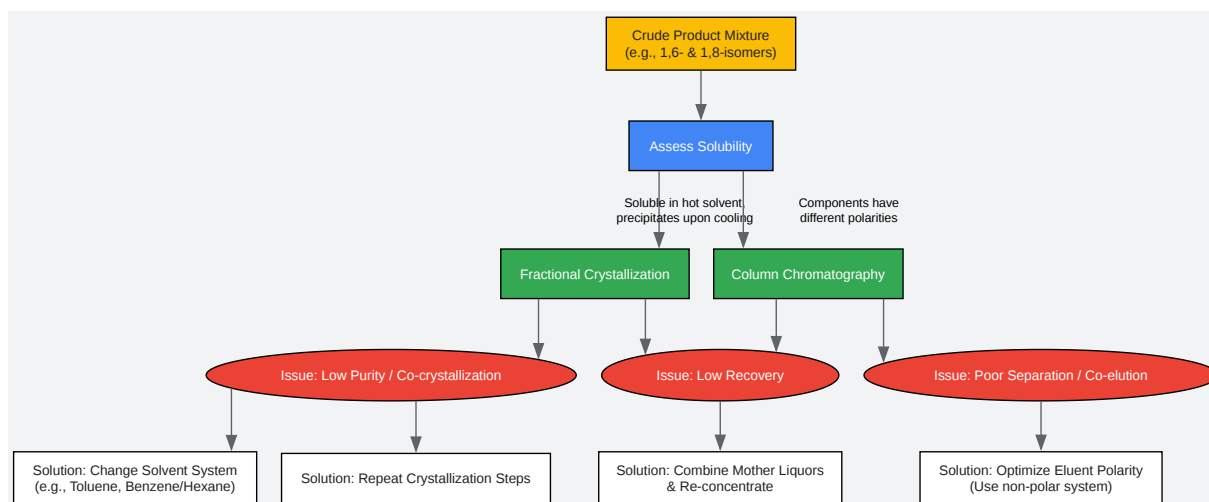 Crude Product Mixture
(e.g., 1,6- & 1,8-isomers)
Assess Solubility
Soluble in hot solvent,
precipitates upon cooling
Components have
different polarities
Fractional Crystallization
Column Chromatography
Issue: Low Purity / Co-crystallization
Issue: Low Recovery
Issue: Poor Separation / Co-elution
Solution: Change Solvent System
(e.g., Toluene, Benzene/Hexane)
Solution: Repeat Crystallization Steps
Solution: Combine Mother Liquors
& Re-concentrate
Solution: Optimize Eluent Polarity
(Use non-polar system)